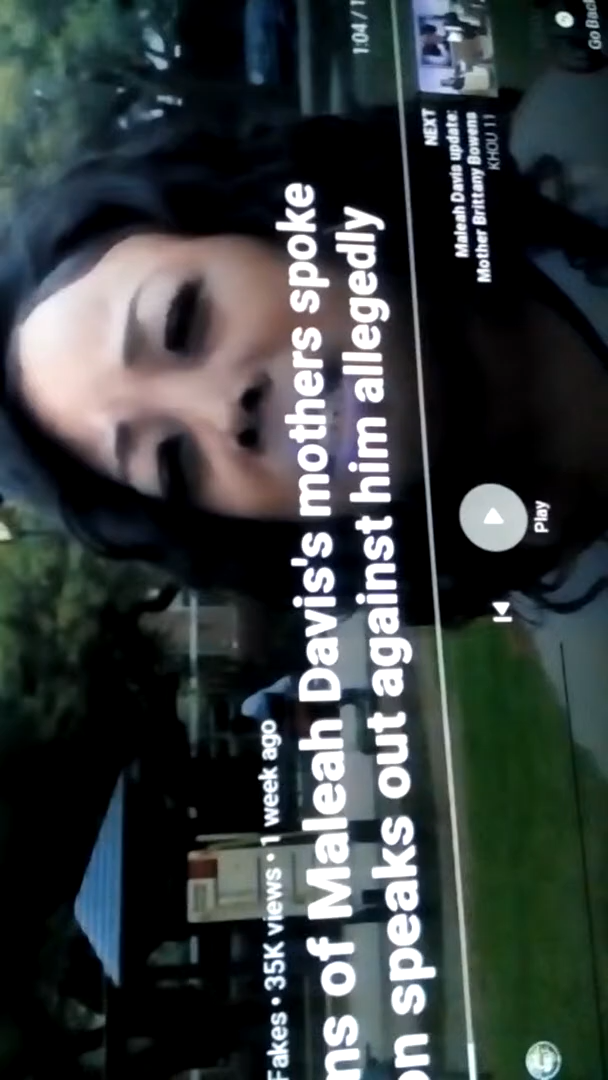 Fakes • 35K views • 1 week ago
ns of Maleah Davis's mothers spoke
on speaks out against him allegedly
1:04 / 1
NEXT
Maleah Davis update:
Mother Brittany Bowens
KHOU 11
Play
Go Back